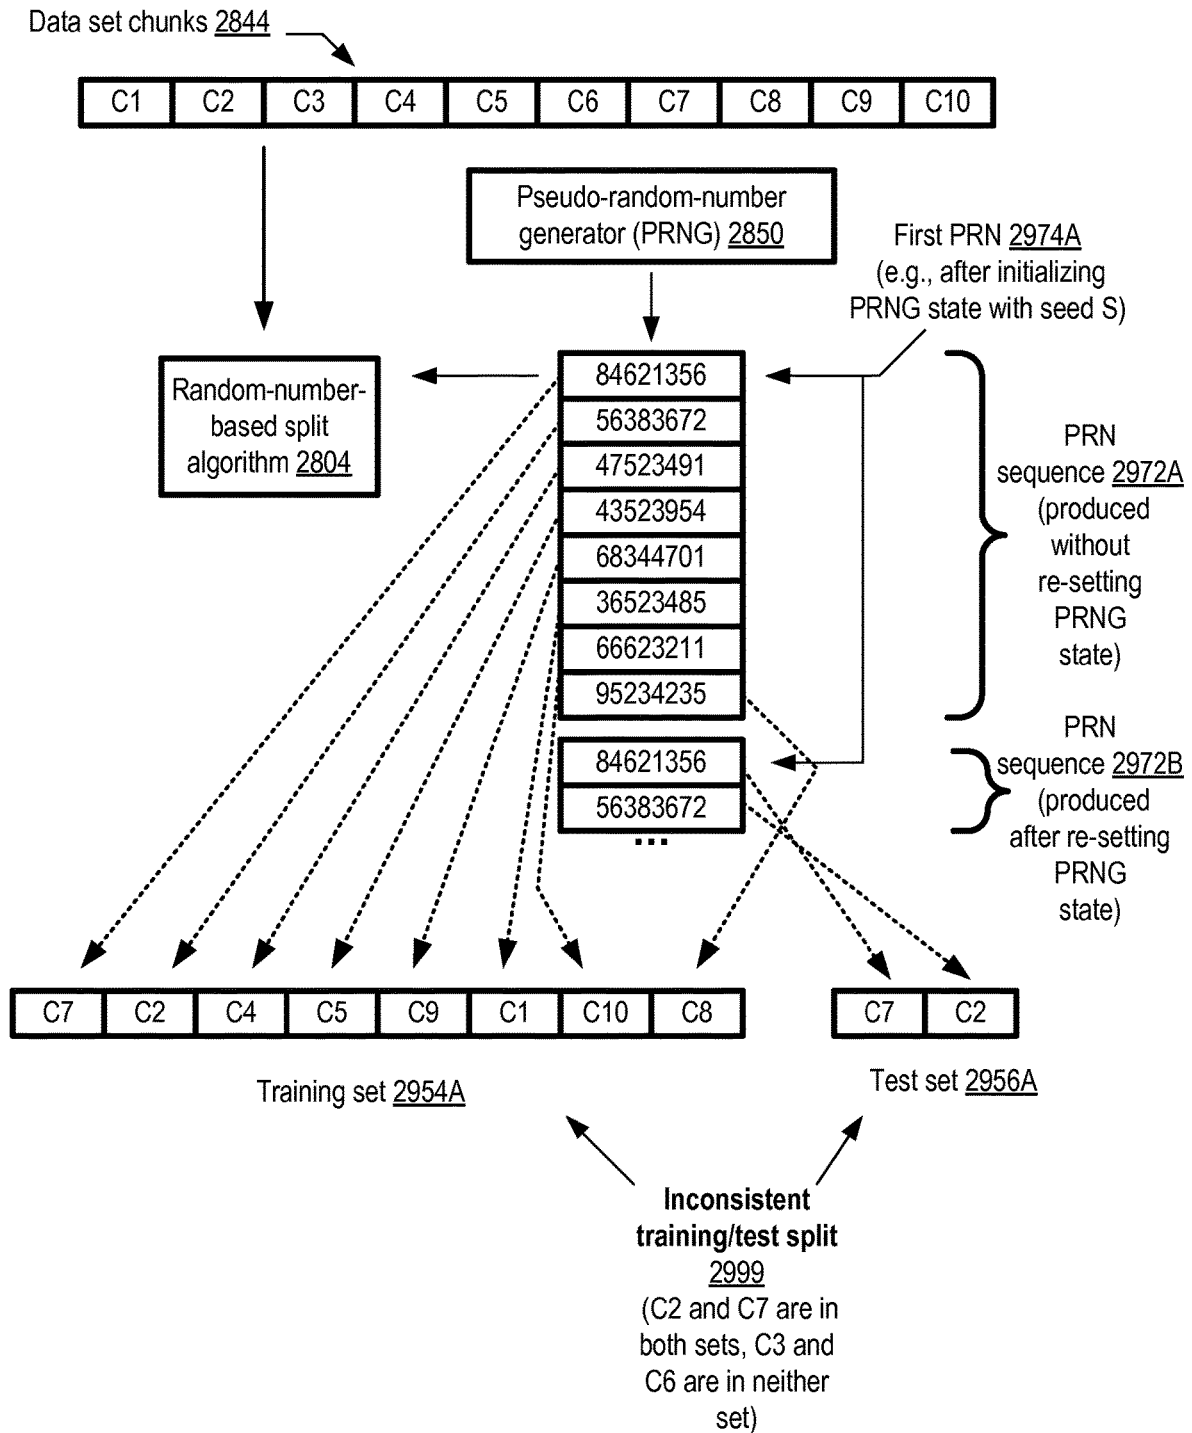 Data set chunks 2844
C1 C2 C3 C4 C5 C6 C7 C8 C9 C10
Pseudo-random-number
generator (PRNG) 2850
First PRN 2974A
(e.g., after initializing
PRNG state with seed S)
Random-number-
based split
algorithm 2804
84621356
56383672
47523491
43523954
68344701
36523485
66623211
95234235
PRN
sequence 2972A
(produced
without
re-setting
PRNG
state)
84621356
56383672
...
PRN
sequence 2972B
(produced
after re-setting
PRNG
state)
C7 C2 C4 C5 C9 C1 C10 C8
C7 C2
Training set 2954A
Test set 2956A
Inconsistent
training/test split
2999
(C2 and C7 are in
both sets, C3 and
C6 are in neither
set)